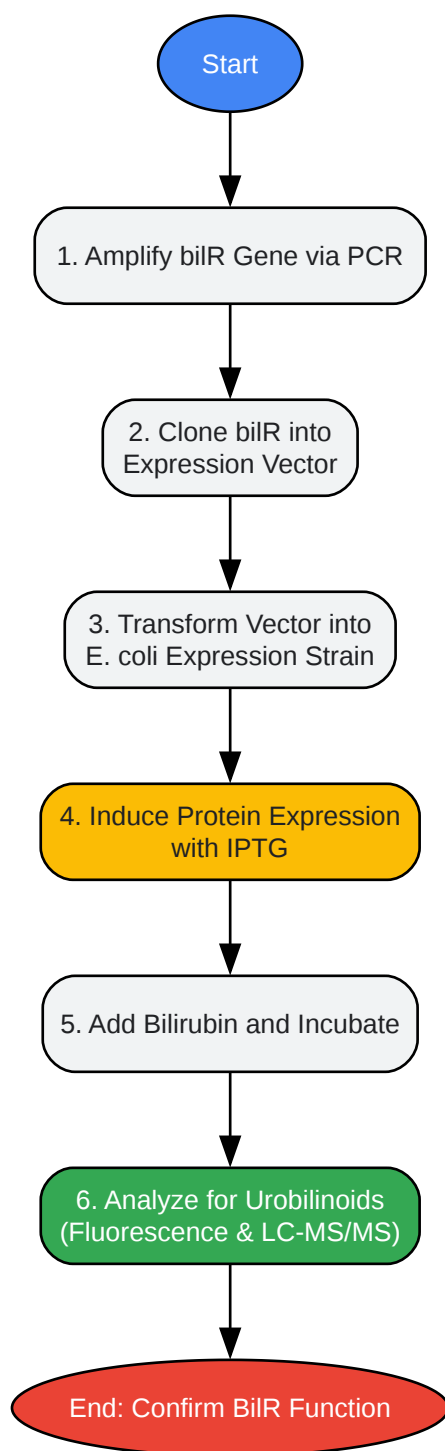 Start
1. Amplify bilR Gene via PCR
2. Clone bilR into
Expression Vector
3. Transform Vector into
E. coli Expression Strain
4. Induce Protein Expression
with IPTG
5. Add Bilirubin and Incubate
6. Analyze for Urobilinoids
(Fluorescence & LC-MS/MS)
End: Confirm BilR Function